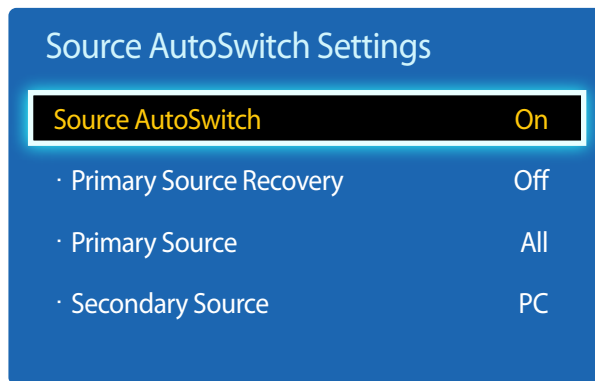 Source AutoSwitch Settings
Source AutoSwitch On
· Primary Source Recovery Off
· Primary Source All
· Secondary Source PC